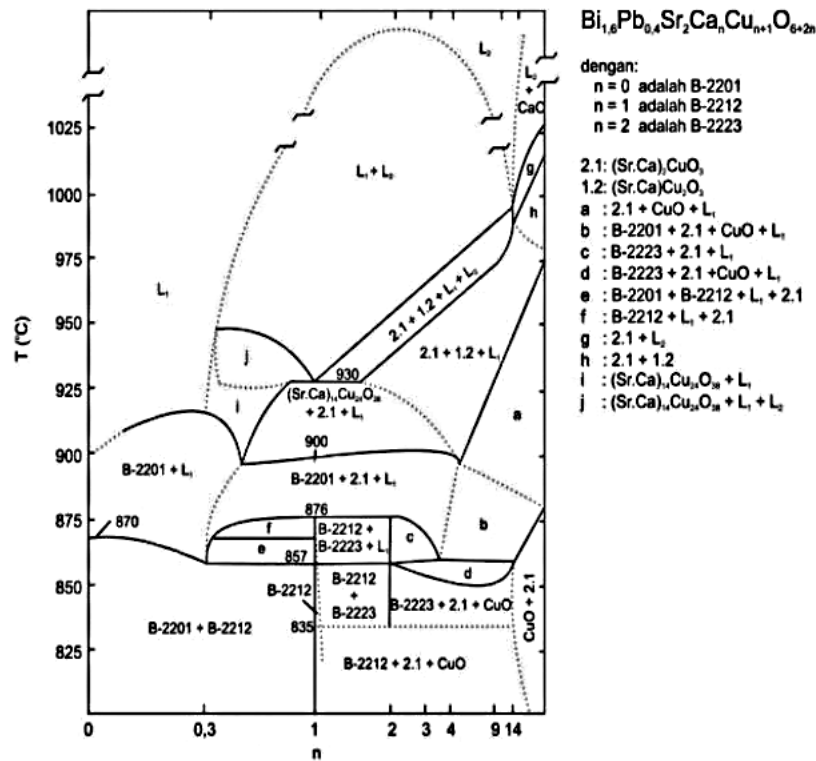 Bi₁,₆Pb₀,₄Sr₂CaₙCuₙ₊₁O₆₊₂ₙ
dengan:
n = 0 adalah B-2201
n = 1 adalah B-2212
n = 2 adalah B-2223
2.1: (Sr.Ca)₂CuO₃
1.2: (Sr.Ca)Cu₂O₃
a : 2.1 + CuO + L₁
b : B-2201 + 2.1 + CuO + L₁
c : B-2223 + 2.1 + L₁
d : B-2223 + 2.1 +CuO + L₁
e : B-2201 + B-2212 + L₁ + 2.1
f : B-2212 + L₁ + 2.1
g : 2.1 + L₂
h : 2.1 + 1.2
i : (Sr.Ca)₁₄Cu₂₄O₃₈ + L₁
j : (Sr.Ca)₁₄Cu₂₄O₃₈ + L₁ + L₂
T (°C)
1025
1000
975
950
925
900
875
850
825
L₂
+
CaO
L₂
L₁ + L₂
L₁
g
h
2.1 + 1.2 + L₁ + L₂
j
930
2.1 + 1.2 + L₁
(Sr.Ca)₁₄Cu₂₄O₃₈
+ 2.1 + L₁
i
a
900
B-2201 + L₁
B-2201 + 2.1 + L₁
870
876
f
B-2212 +
B-2223 + L₁
c
b
e
857
d
B-2212
B-2212
+
B-2223
B-2223 + 2.1 + CuO
CuO + 2.1
835
B-2201 + B-2212
B-2212 + 2.1 + CuO
0
0,3
1
2
3
4
9
14
n